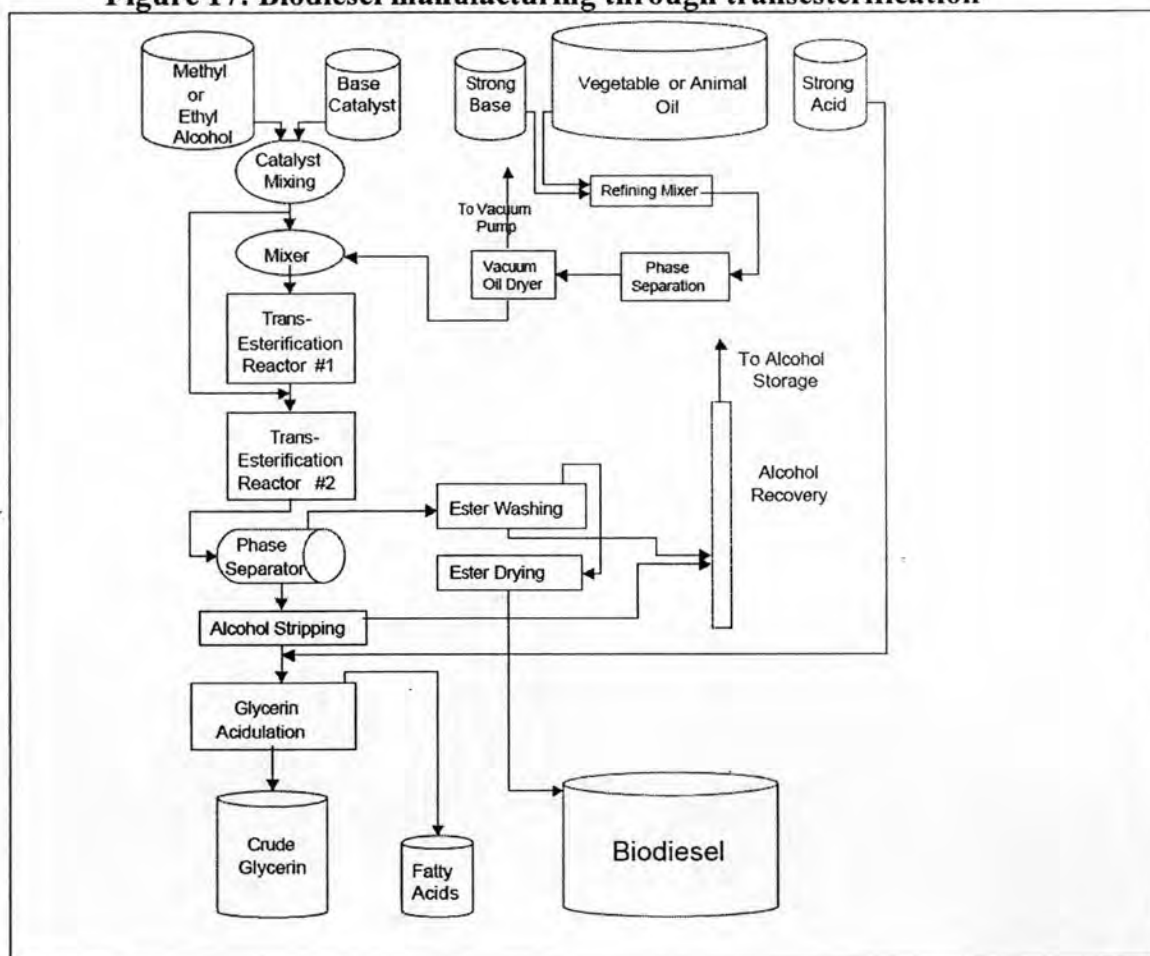 Figure 17: Biodiesel manufacturing through transesterification
Methyl
or
Ethyl
Alcohol
Base
Catalyst
Strong
Base
Vegetable or Animal
Oil
Strong
Acid
Catalyst
Mixing
Refining Mixer
To Vacuum
Pump
Mixer
Vacuum
Oil Dryer
Phase
Separation
Trans-
Esterification
Reactor #1
To Alcohol
Storage
Trans-
Esterification
Reactor #2
Alcohol
Recovery
Ester Washing
Phase
Separator
Ester Drying
Alcohol Stripping
Glycerin
Acidulation
Crude
Glycerin
Fatty
Acids
Biodiesel